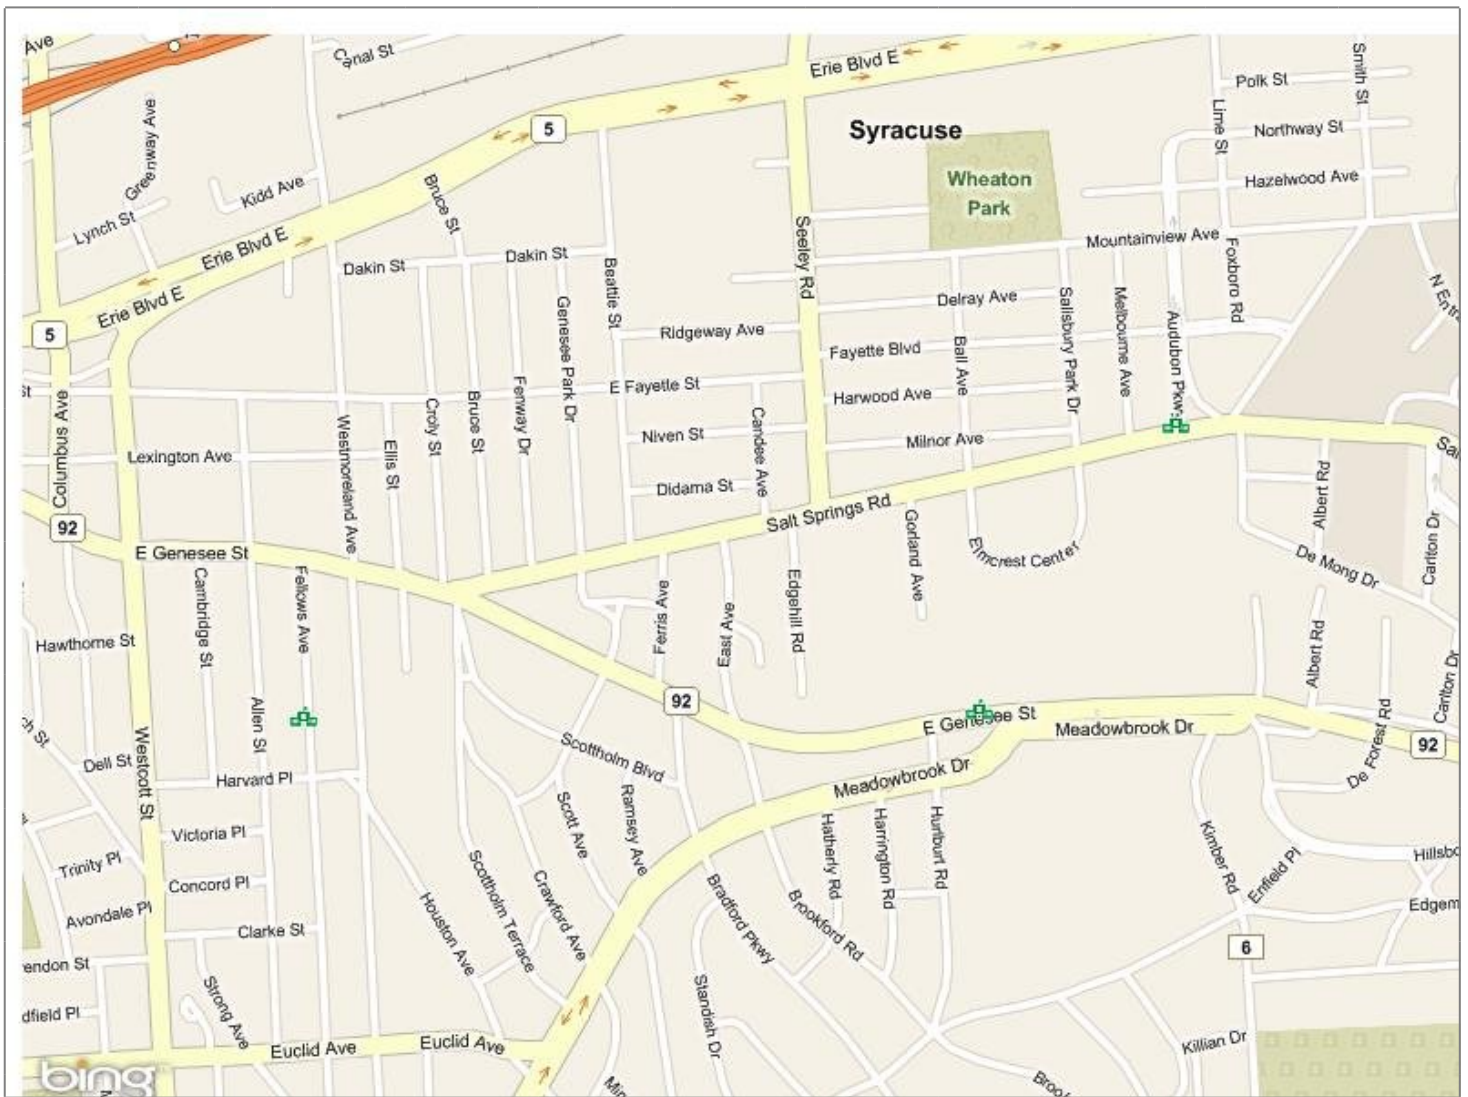 Ave
Canal St
Erie Blvd E
Polk St
Smith St
Greenway Ave
5
Syracuse
Lime St
Northway St
Wheaton
Park
Hazelwood Ave
Kidd Ave
Bruce St
Lynch St
Erie Blvd E
Seeley Rd
Mountainview Ave
Foxboro Rd
Dakin St
Dakin St
Beattie St
Genesee Park Dr
Erie Blvd E
Delray Ave
Salisbury Park Dr
Melbourne Ave
Audubon Pkwy
5
Ridgeway Ave
Fayette Blvd
Ball Ave
E Fayette St
Harwood Ave
St
Columbus Ave
Westmoreland Ave
Ellis St
Croly St
Bruce St
Fenway Dr
Niven St
Candee Ave
Milnor Ave
Lexington Ave
Didama St
Salt Springs Rd
Albert Rd
92
E Genesee St
Gorland Ave
Elmcrest Center
De Mong Dr
Carlton Dr
Cambridge St
Fellows Ave
Ferris Ave
East Ave
Edgehill Rd
Hawthorne St
Albert Rd
Carlton Dr
92
Allen St
E Genesee St
Meadowbrook Dr
De Forest Rd
92
Westcott St
Dell St
Harvard Pl
Scottholm Blvd
Meadowbrook Dr
Scott Ave
Ramsey Ave
Hatherly Rd
Harrington Rd
Hurlburt Rd
Kimber Rd
Enfield Pl
Victoria Pl
Trinity Pl
Concord Pl
Avondale Pl
Clarke St
Houston Ave
Scottholm Terrace
Crawford Ave
Bradford Pkwy
Brookford Rd
6
endon St
dfield Pl
Strong Ave
Standish Dr
Euclid Ave
Euclid Ave
Killian Dr
bing